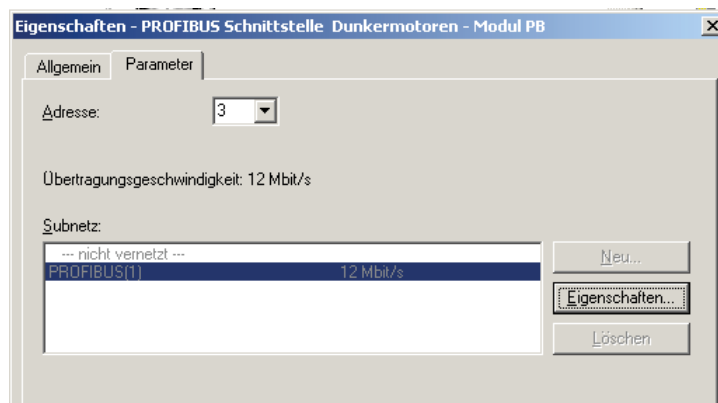 Eigenschaften - PROFIBUS Schnittstelle Dunkermotoren - Modul PB
Allgemein Parameter
Adresse: 3
Übertragungsgeschwindigkeit: 12 Mbit/s
Subnetz:
--- nicht vernetzt ---
PROFIBUS(1) 12 Mbit/s
Neu...
Eigenschaften...
Löschen